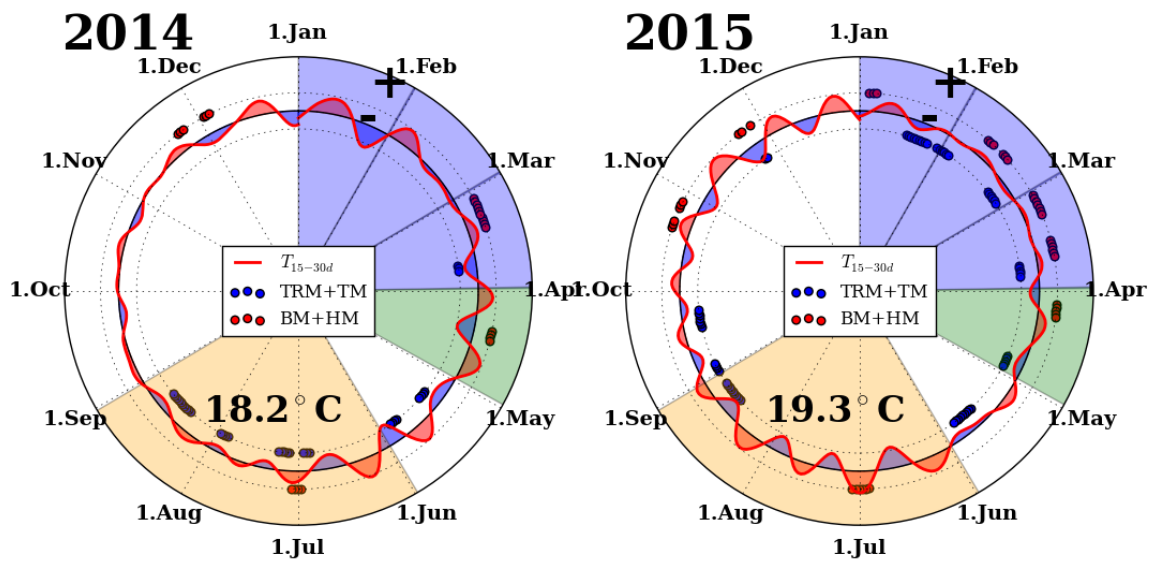 2014
1.Jan
1.Dec
1.Feb
+
-
1.Nov
1.Mar
T15−30d
1.Oct
TRM+TM
1.Apr
BM+HM
18.2°C
1.Sep
1.May
1.Aug
1.Jun
1.Jul
2015
1.Jan
1.Dec
1.Feb
+
-
1.Nov
1.Mar
T15−30d
1.Oct
TRM+TM
1.Apr
BM+HM
19.3°C
1.Sep
1.May
1.Aug
1.Jun
1.Jul